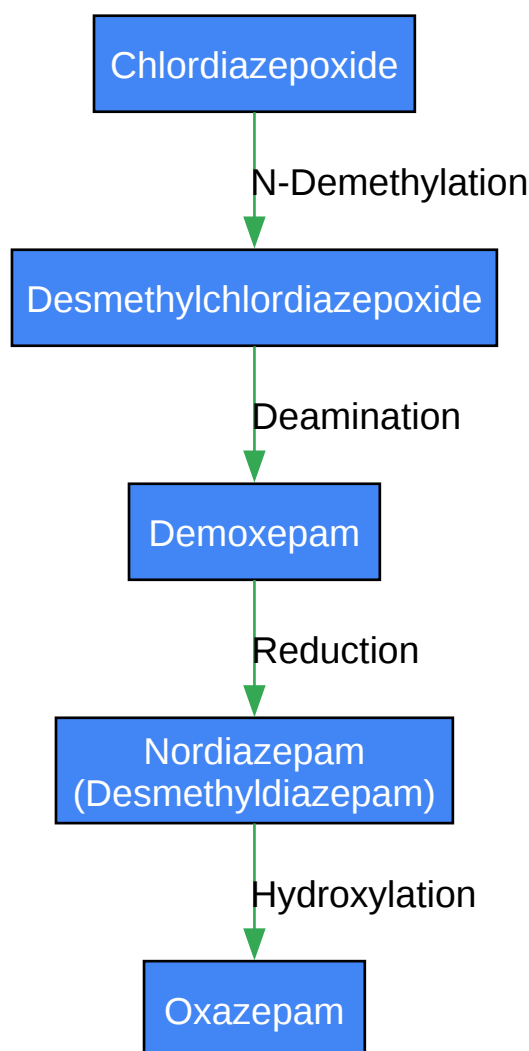 Chlordiazepoxide
N-Demethylation
Desmethylchlordiazepoxide
Deamination
Demoxepam
Reduction
Nordiazepam
(Desmethyldiazepam)
Hydroxylation
Oxazepam